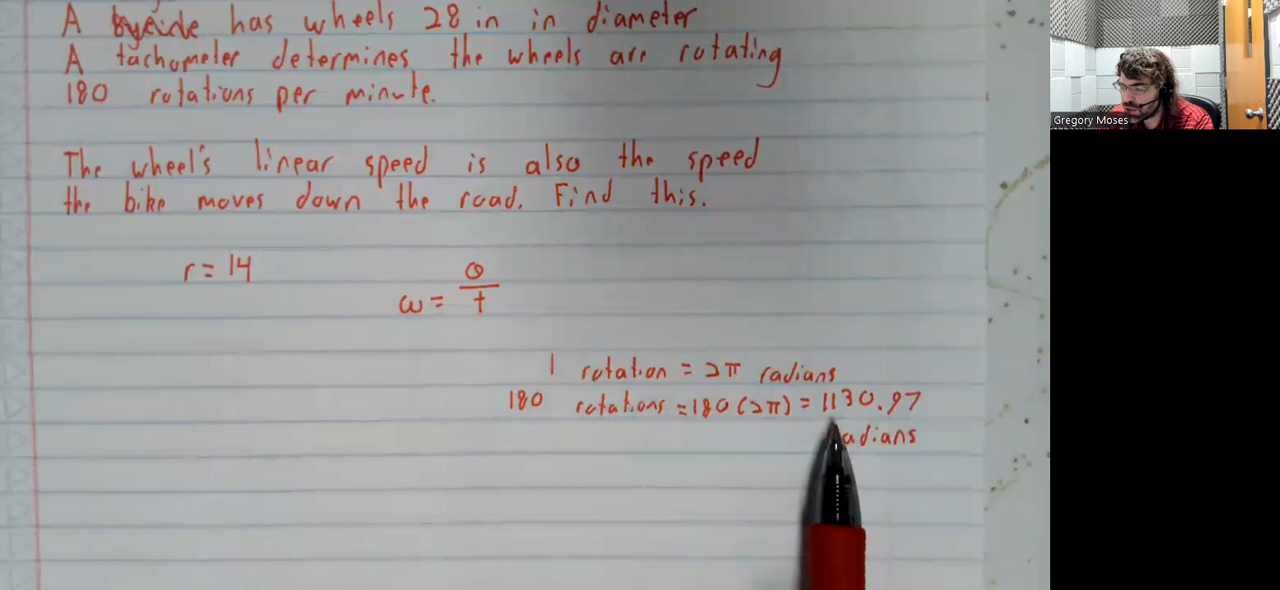 A bycicle has wheels 28 in in diameter
A tachometer determines the wheels are rotating
180 rotations per minute.
The wheel's linear speed is also the speed
the bike moves down the road. Find this.
r = 14
ω = θ / t
1 rotation = 2π radians
180 rotations = 180 (2π) = 1130.97
adians
Gregory Moses